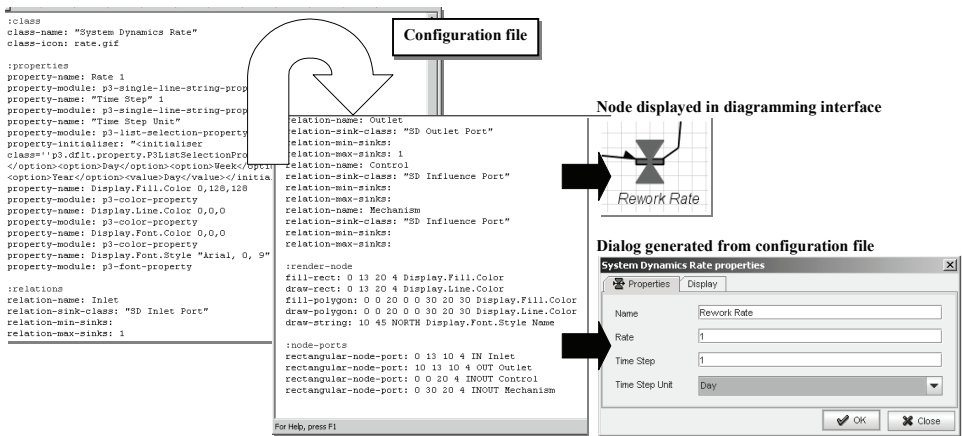 :class
class-name: "System Dynamics Rate"
class-icon: rate.gif
:properties
property-name: Rate 1
property-module: p3-single-line-string-prop
property-name: "Time Step" 1
property-module: p3-single-line-string-prop
property-name: "Time Step Unit"
property-module: p3-list-selection-property
property-initialiser: "<initialiser
class=''p3.dflt.property.P3ListSelectionPro
</option><option>Day</option><option>Week</opti
<option>Year</option><value>Day</value></initia
property-name: Display.Fill.Color 0,128,128
property-module: p3-color-property
property-name: Display.Line.Color 0,0,0
property-module: p3-color-property
property-name: Display.Font.Color 0,0,0
property-module: p3-color-property
property-name: Display.Font.Style "Arial, 0, 9"
property-module: p3-font-property
:relations
relation-name: Inlet
relation-sink-class: "SD Inlet Port"
relation-min-sinks:
relation-max-sinks: 1
Configuration file
relation-name: Outlet
relation-sink-class: "SD Outlet Port"
relation-min-sinks:
relation-max-sinks: 1
relation-name: Control
relation-sink-class: "SD Influence Port"
relation-min-sinks:
relation-max-sinks:
relation-name: Mechanism
relation-sink-class: "SD Influence Port"
relation-min-sinks:
relation-max-sinks:
:render-node
fill-rect: 0 13 20 4 Display.Fill.Color
draw-rect: 0 13 20 4 Display.Line.Color
fill-polygon: 0 0 20 0 0 30 20 30 Display.Fill.Color
draw-polygon: 0 0 20 0 0 30 20 30 Display.Line.Color
draw-string: 10 45 NORTH Display.Font.Style Name
:node-ports
rectangular-node-port: 0 13 10 4 IN Inlet
rectangular-node-port: 10 13 10 4 OUT Outlet
rectangular-node-port: 0 0 20 4 INOUT Control
rectangular-node-port: 0 30 20 4 INOUT Mechanism
For Help, press F1
Node displayed in diagramming interface
Rework Rate
Dialog generated from configuration file
System Dynamics Rate properties
Properties Display
Name Rework Rate
Rate 1
Time Step 1
Time Step Unit Day
OK Close